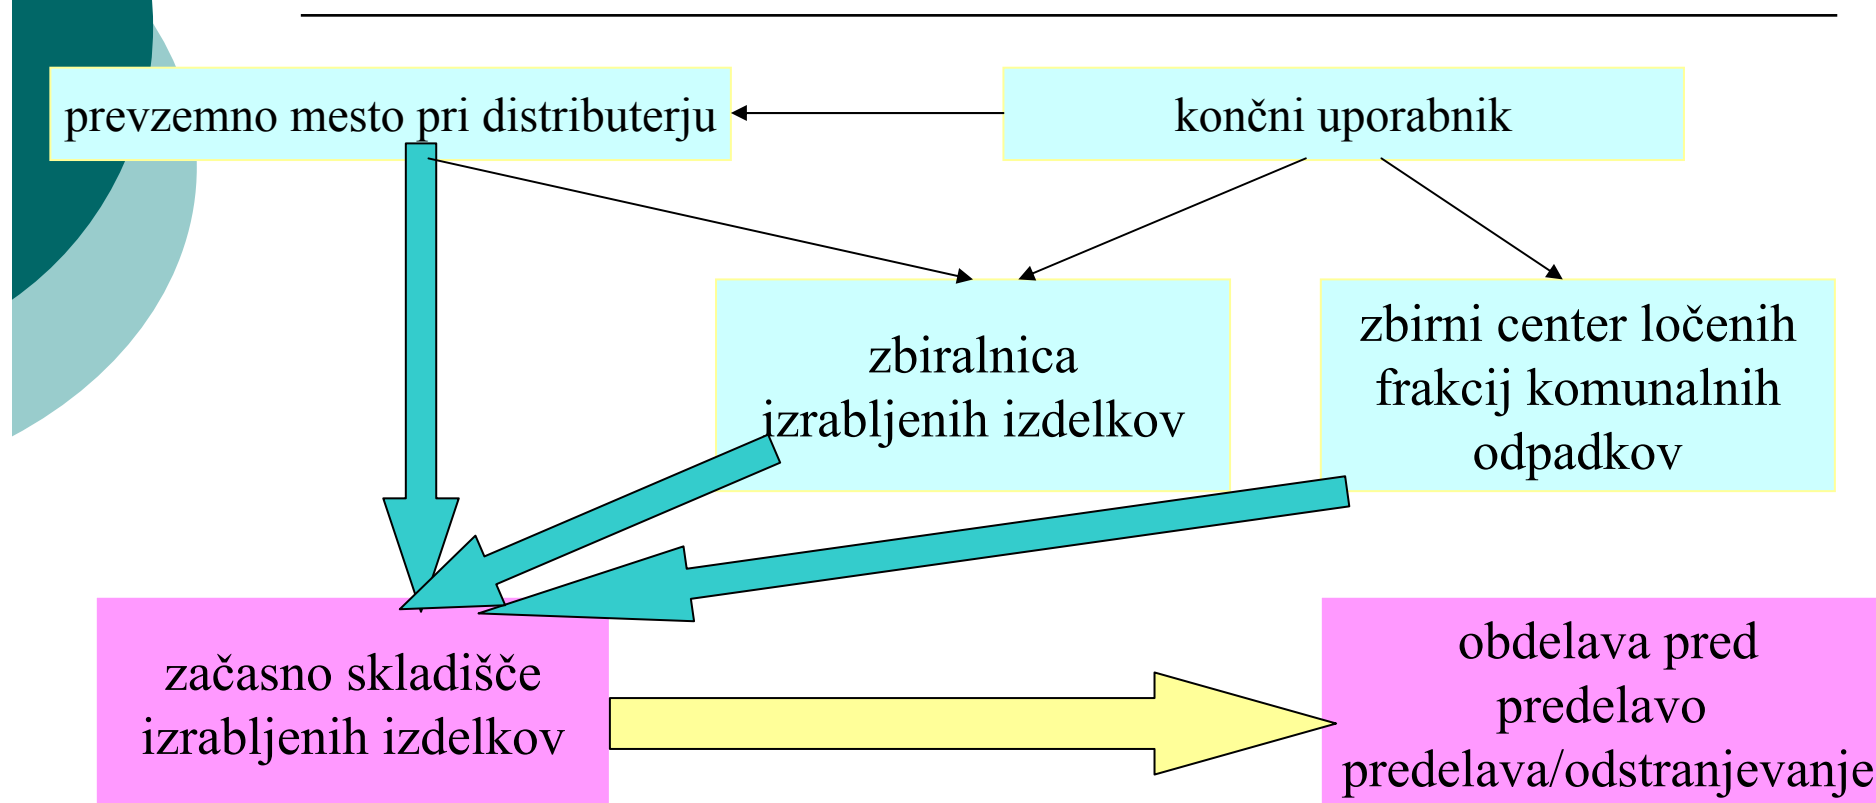 prevzemno mesto pri distributerju
končni uporabnik
zbiralnica
izrabljenih izdelkov
zbirni center ločenih
frakcij komunalnih
odpadkov
začasno skladišče
izrabljenih izdelkov
obdelava pred
predelavo
predelava/odstranjevanje